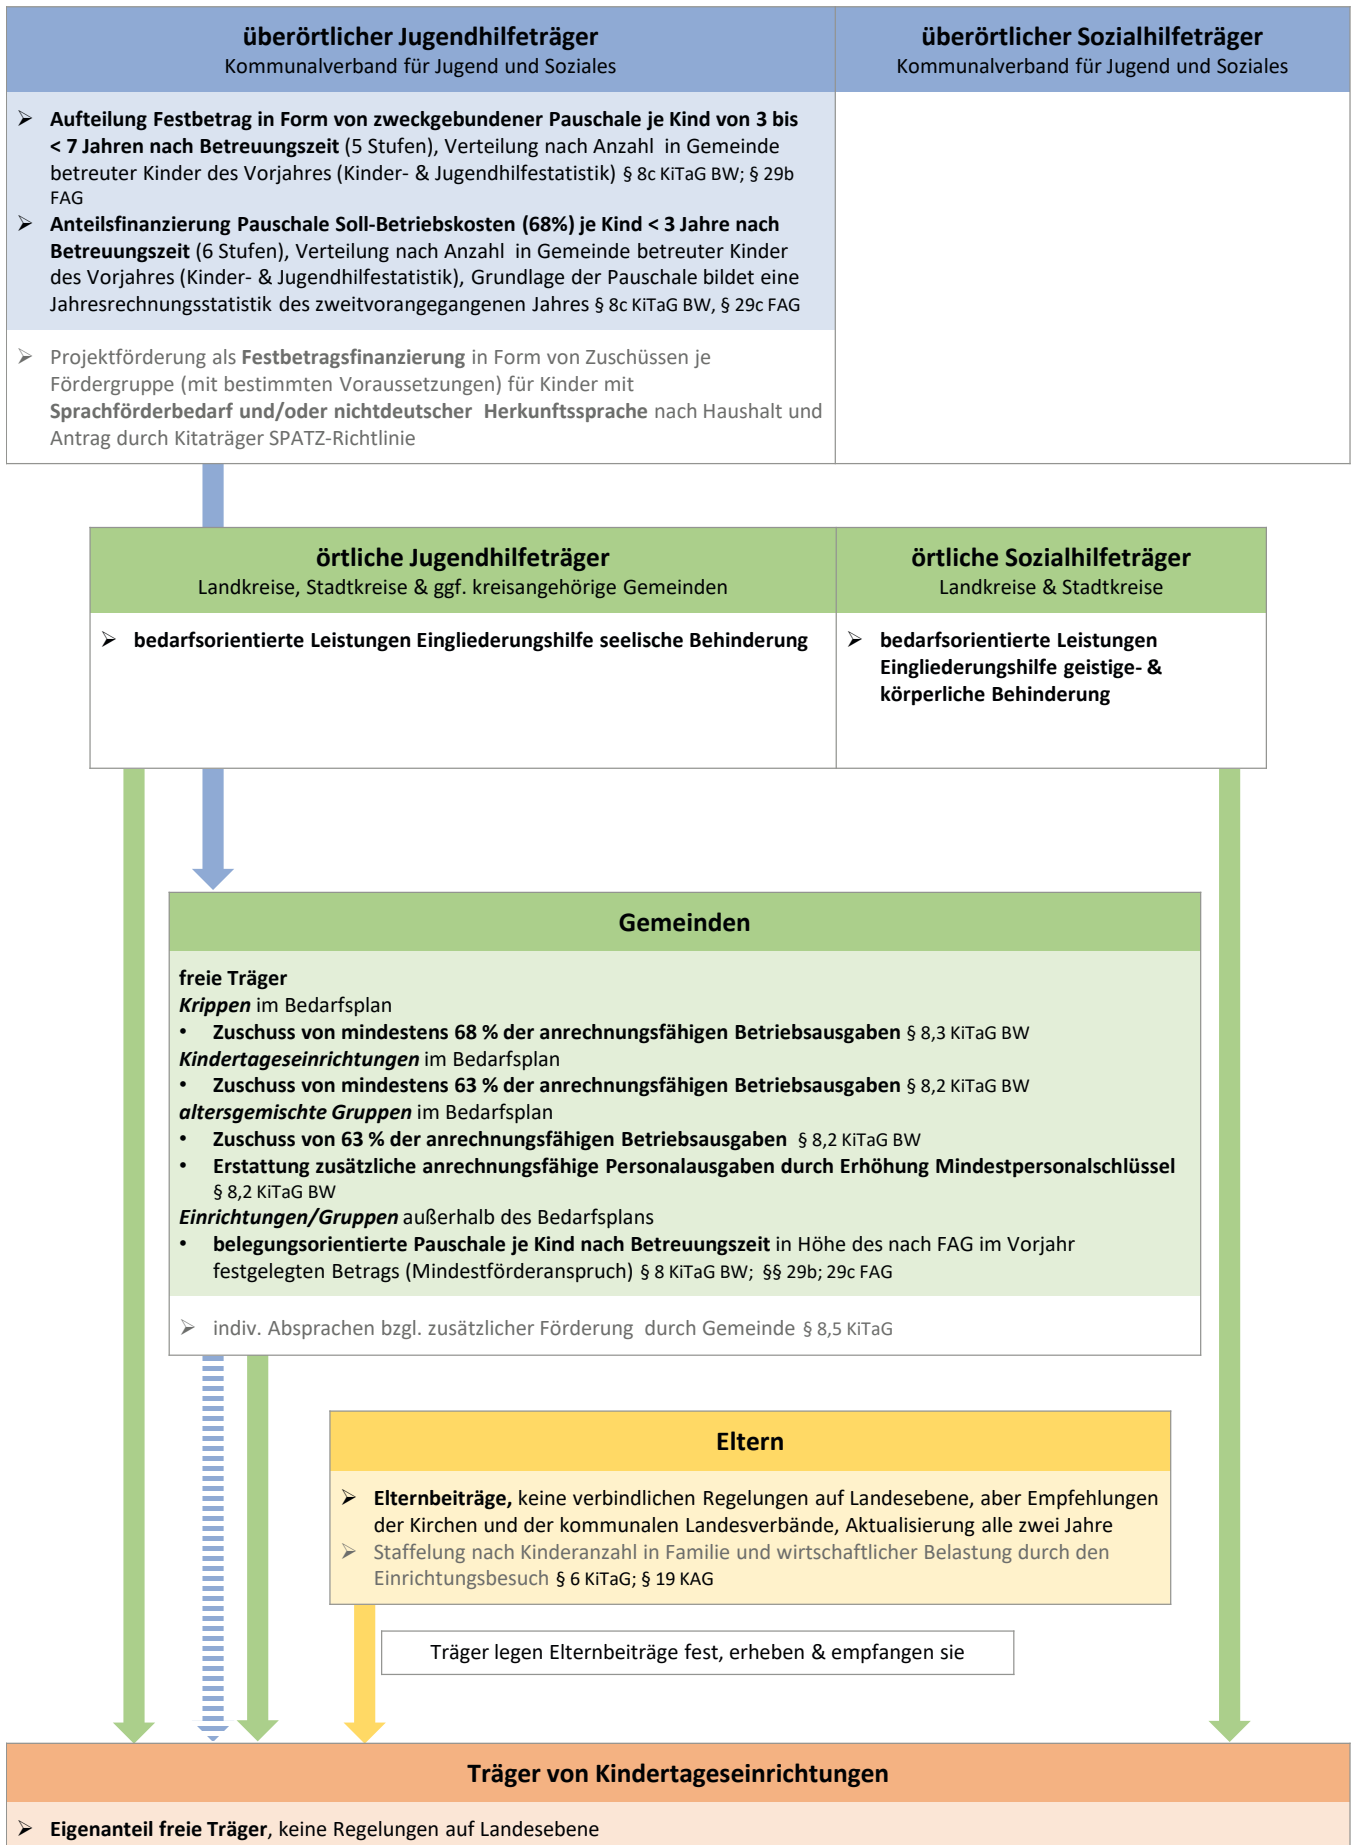 überörtlicher Jugendhilfeträger
Kommunalverband für Jugend und Soziales
überörtlicher Sozialhilfeträger
Kommunalverband für Jugend und Soziales
➢ Aufteilung Festbetrag in Form von zweckgebundener Pauschale je Kind von 3 bis
< 7 Jahren nach Betreuungszeit (5 Stufen), Verteilung nach Anzahl in Gemeinde
betreuter Kinder des Vorjahres (Kinder- & Jugendhilfestatistik) § 8c KiTaG BW; § 29b
FAG
➢ Anteilsfinanzierung Pauschale Soll-Betriebskosten (68%) je Kind < 3 Jahre nach
Betreuungszeit (6 Stufen), Verteilung nach Anzahl in Gemeinde betreuter Kinder
des Vorjahres (Kinder- & Jugendhilfestatistik), Grundlage der Pauschale bildet eine
Jahresrechnungsstatistik des zweitvorangegangenen Jahres § 8c KiTaG BW, § 29c FAG
➢ Projektförderung als Festbetragsfinanzierung in Form von Zuschüssen je
Fördergruppe (mit bestimmten Voraussetzungen) für Kinder mit
Sprachförderbedarf und/oder nichtdeutscher Herkunftssprache nach Haushalt und
Antrag durch Kitaträger SPATZ-Richtlinie
örtliche Jugendhilfeträger
Landkreise, Stadtkreise & ggf. kreisangehörige Gemeinden
örtliche Sozialhilfeträger
Landkreise & Stadtkreise
➢ bedarfsorientierte Leistungen Eingliederungshilfe seelische Behinderung
➢ bedarfsorientierte Leistungen
Eingliederungshilfe geistige- &
körperliche Behinderung
Gemeinden
freie Träger
Krippen im Bedarfsplan
• Zuschuss von mindestens 68 % der anrechnungsfähigen Betriebsausgaben § 8,3 KiTaG BW
Kindertageseinrichtungen im Bedarfsplan
• Zuschuss von mindestens 63 % der anrechnungsfähigen Betriebsausgaben § 8,2 KiTaG BW
altersgemischte Gruppen im Bedarfsplan
• Zuschuss von 63 % der anrechnungsfähigen Betriebsausgaben § 8,2 KiTaG BW
• Erstattung zusätzliche anrechnungsfähige Personalausgaben durch Erhöhung Mindestpersonalschlüssel
§ 8,2 KiTaG BW
Einrichtungen/Gruppen außerhalb des Bedarfsplans
• belegungsorientierte Pauschale je Kind nach Betreuungszeit in Höhe des nach FAG im Vorjahr
festgelegten Betrags (Mindestförderanspruch) § 8 KiTaG BW; §§ 29b; 29c FAG
➢ indiv. Absprachen bzgl. zusätzlicher Förderung durch Gemeinde § 8,5 KiTaG
Eltern
➢ Elternbeiträge, keine verbindlichen Regelungen auf Landesebene, aber Empfehlungen
der Kirchen und der kommunalen Landesverbände, Aktualisierung alle zwei Jahre
➢ Staffelung nach Kinderanzahl in Familie und wirtschaftlicher Belastung durch den
Einrichtungsbesuch § 6 KiTaG; § 19 KAG
Träger legen Elternbeiträge fest, erheben & empfangen sie
Träger von Kindertageseinrichtungen
➢ Eigenanteil freie Träger, keine Regelungen auf Landesebene